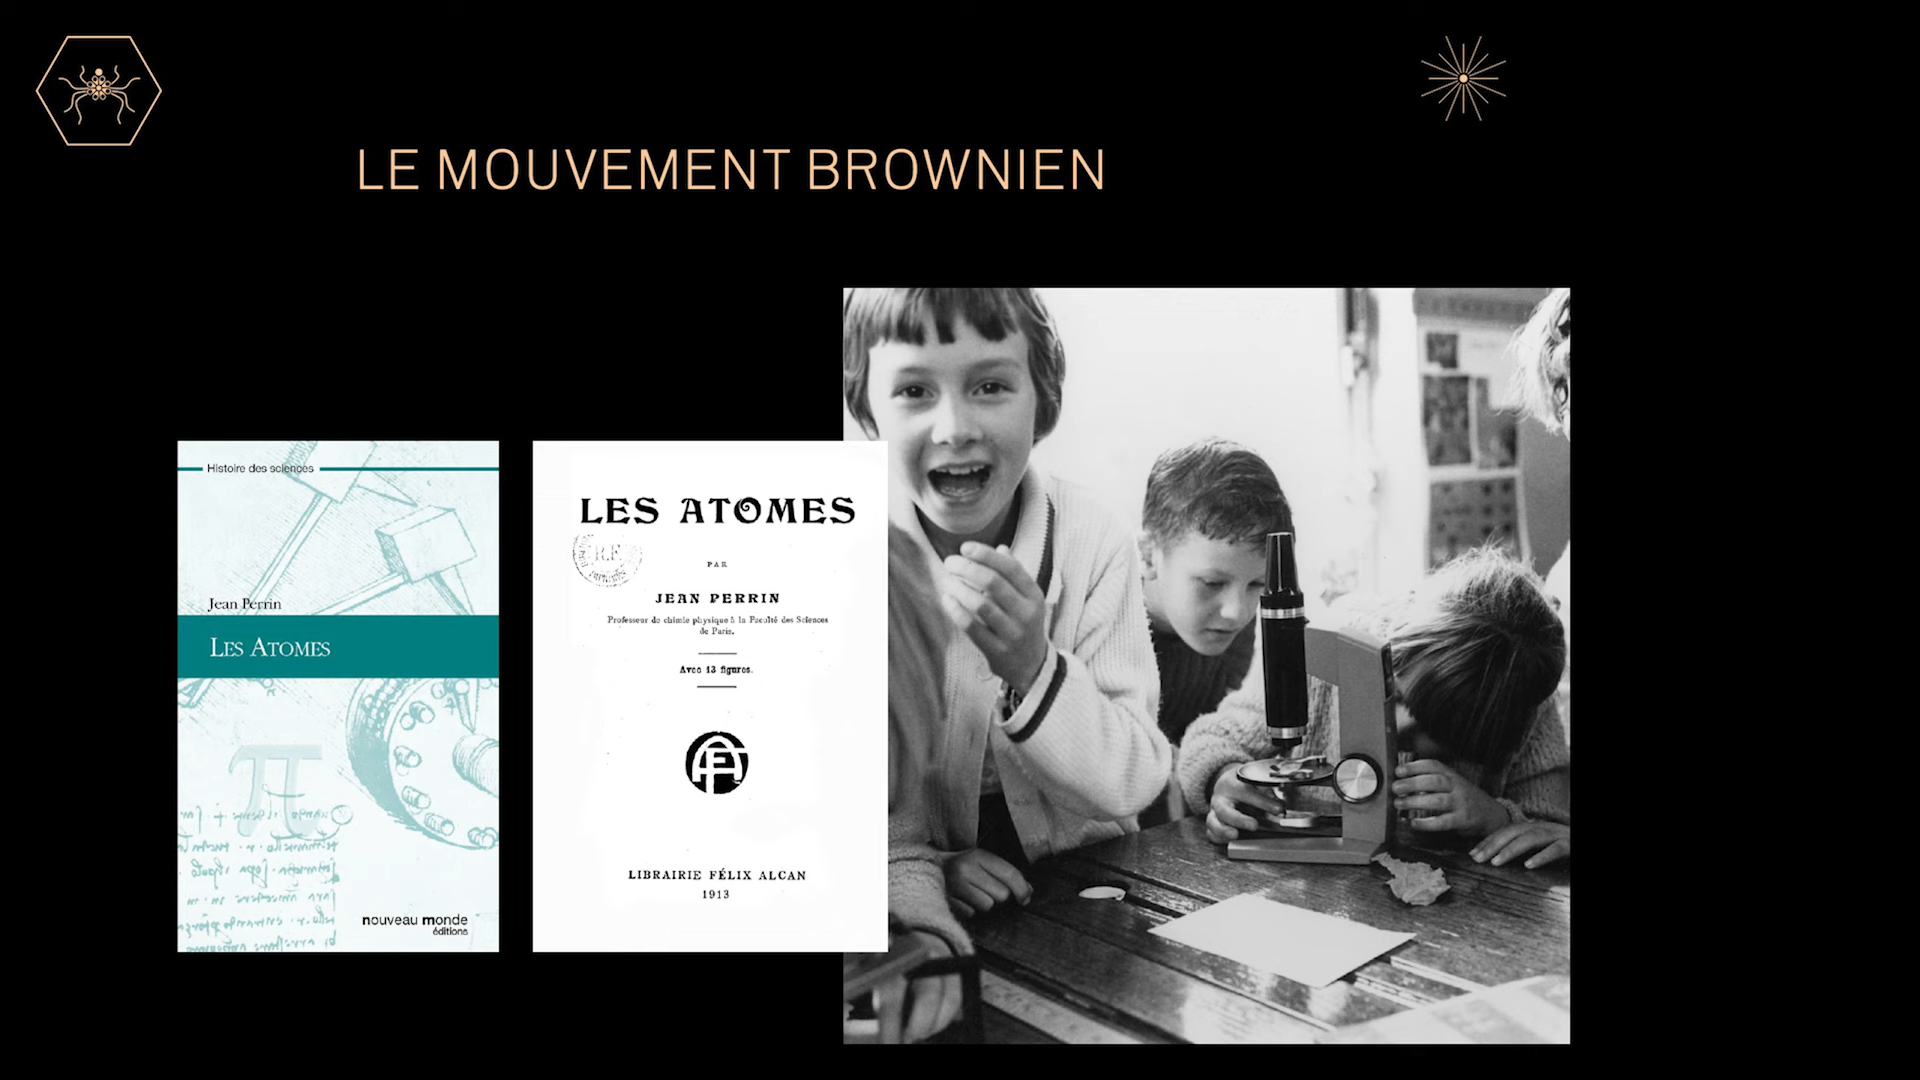 LE MOUVEMENT BROWNIEN
Histoire des sciences
Jean Perrin
LES ATOMES
nouveau monde
éditions
LES ATOMES
R.F.
PAR
JEAN PERRIN
Professeur de chimie physique à la Faculté des Sciences
de Paris.
Avec 13 figures.
LIBRAIRIE FÉLIX ALCAN
1913